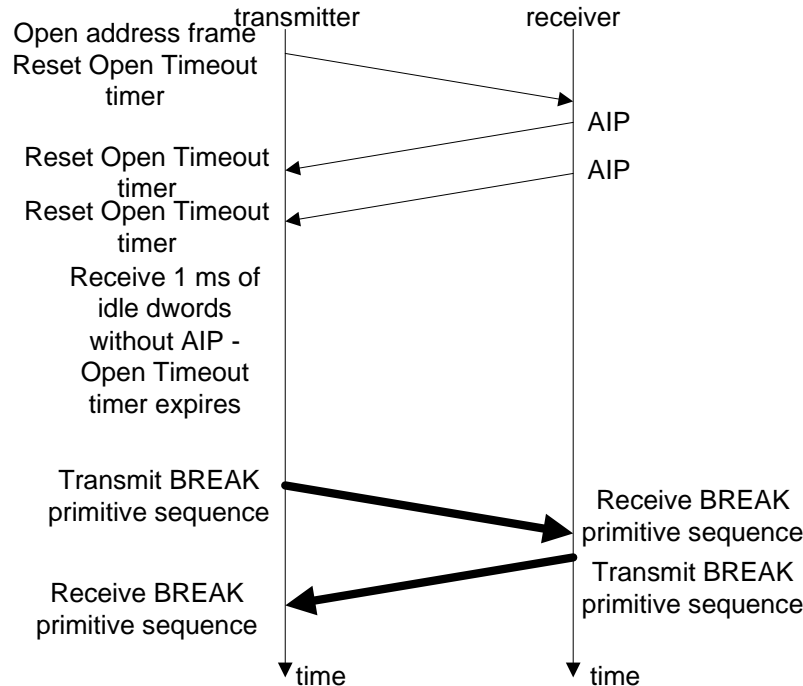 transmitter
receiver
Open address frame
Reset Open Timeout
timer
AIP
Reset Open Timeout
timer
AIP
Reset Open Timeout
timer
Receive 1 ms of
idle dwords
without AIP -
Open Timeout
timer expires
Transmit BREAK
primitive sequence
Receive BREAK
primitive sequence
Transmit BREAK
primitive sequence
Receive BREAK
primitive sequence
time
time